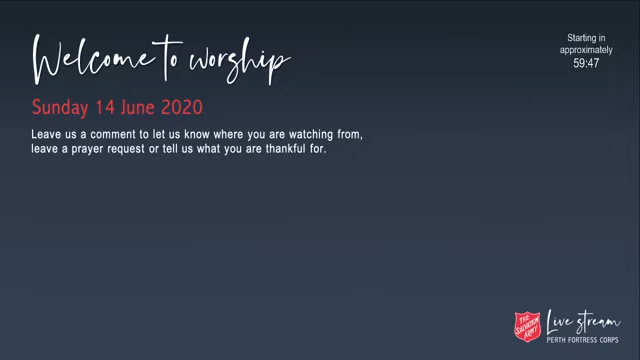 Welcome to worship
Starting in
approximately
59:47
Sunday 14 June 2020
Leave us a comment to let us know where you are watching from,
leave a prayer request or tell us what you are thankful for.
THE
SALVATION
ARMY
Live stream
PERTH FORTRESS CORPS